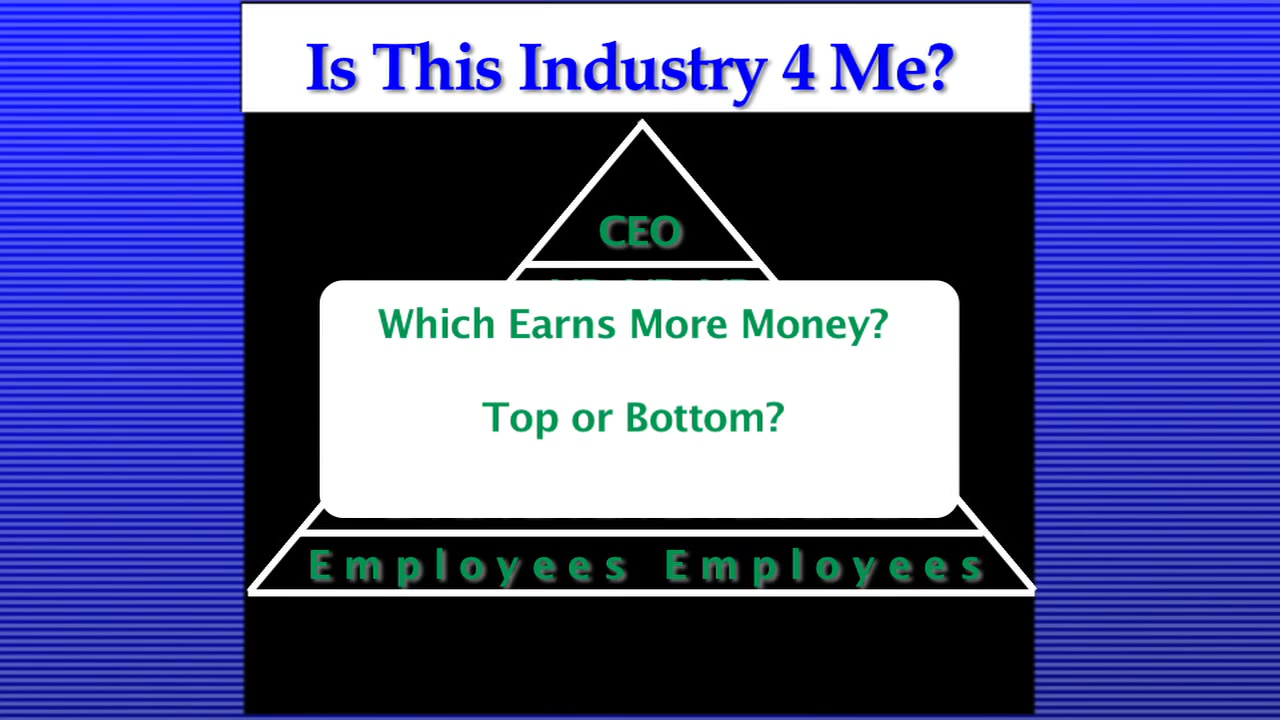 Is This Industry 4 Me?
CEO
Which Earns More Money?
Top or Bottom?
Employees Employees